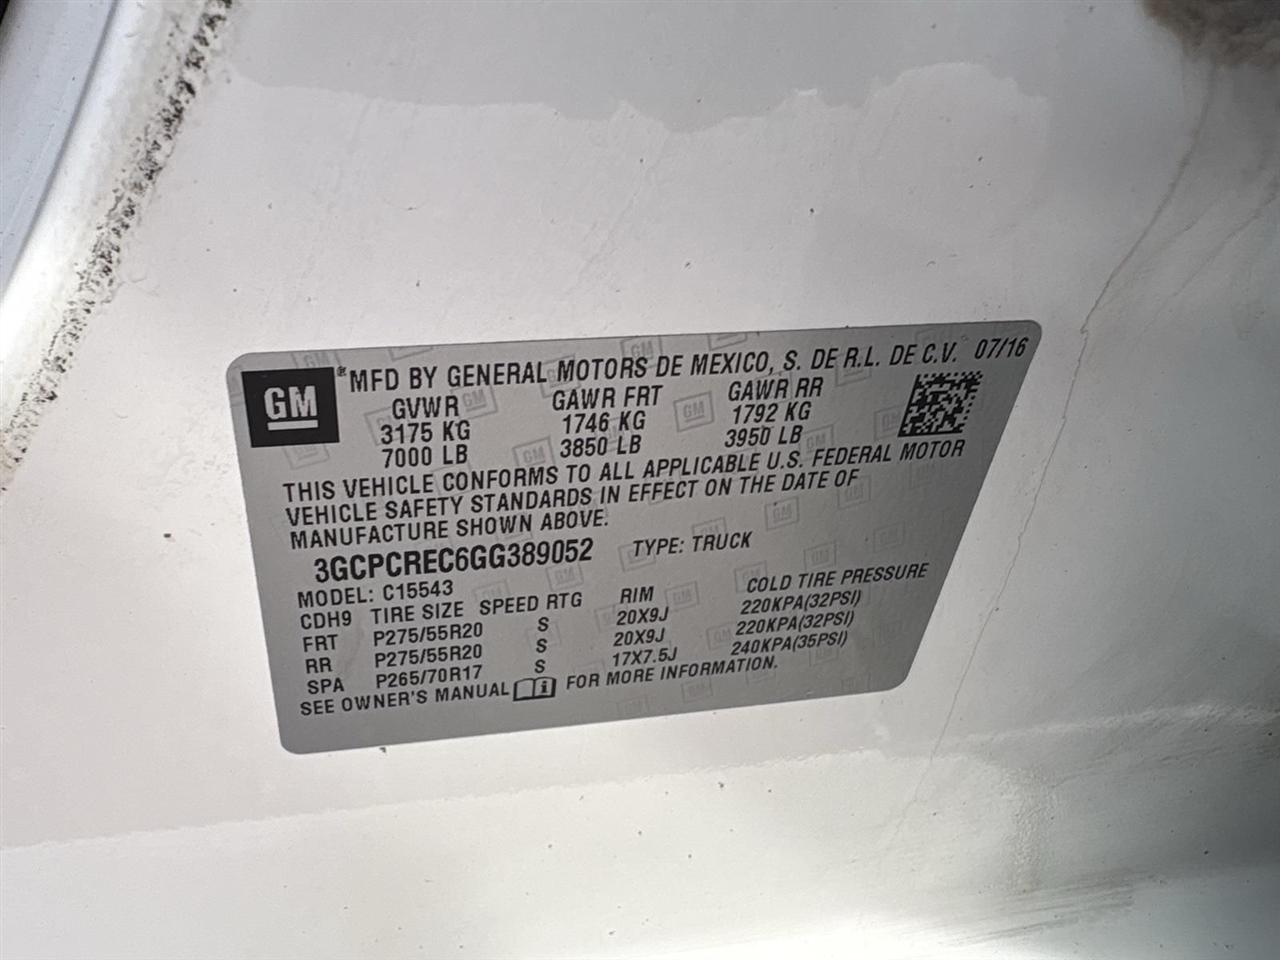 GM
®MFD BY GENERAL MOTORS DE MEXICO, S. DE R.L. DE C.V. 07/16
GVWR GAWR FRT GAWR RR
3175 KG 1746 KG 1792 KG
7000 LB 3850 LB 3950 LB
THIS VEHICLE CONFORMS TO ALL APPLICABLE U.S. FEDERAL MOTOR
VEHICLE SAFETY STANDARDS IN EFFECT ON THE DATE OF
MANUFACTURE SHOWN ABOVE.
3GCPCREC6GG389052 TYPE: TRUCK
MODEL: C15543
CDH9 TIRE SIZE SPEED RTG RIM COLD TIRE PRESSURE
FRT P275/55R20 S 20X9J 220KPA(32PSI)
RR P275/55R20 S 20X9J 220KPA(32PSI)
SPA P265/70R17 S 17X7.5J 240KPA(35PSI)
SEE OWNER'S MANUAL FOR MORE INFORMATION.